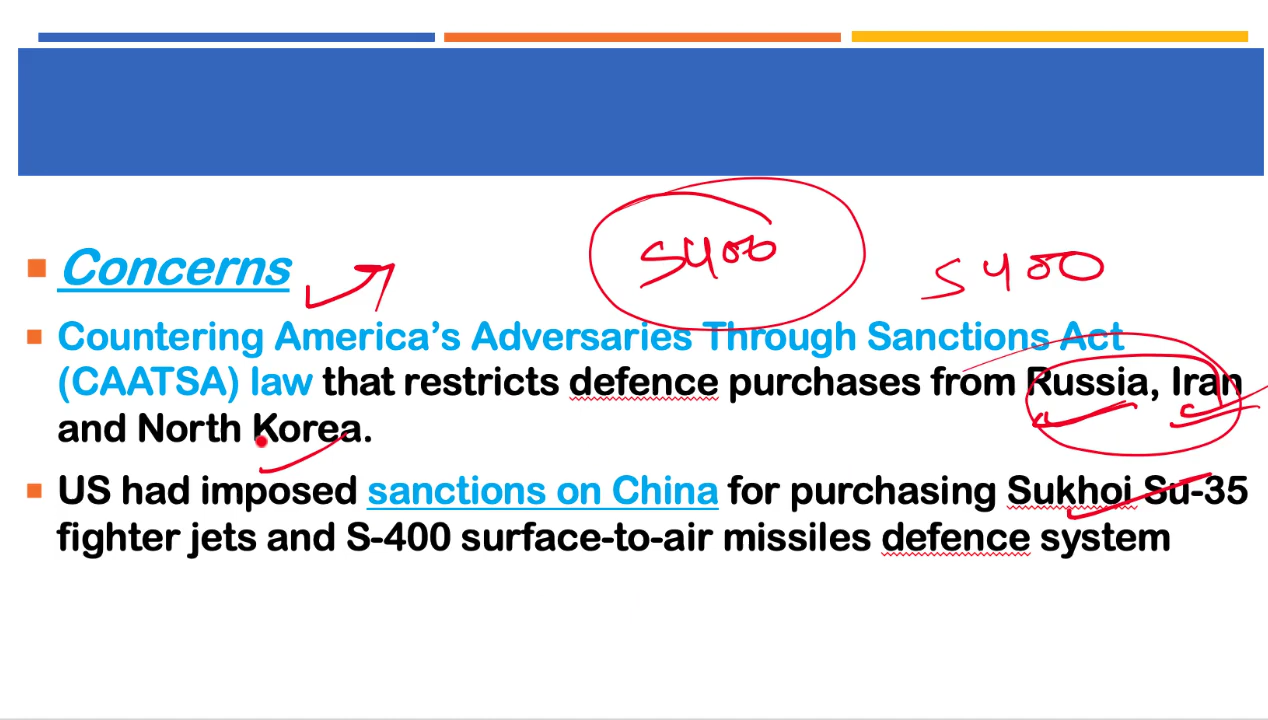 S400
S400
Concerns
Countering America's Adversaries Through Sanctions Act
(CAATSA) law that restricts defence purchases from Russia, Iran
and North Korea.
US had imposed sanctions on China for purchasing Sukhoi Su-35
fighter jets and S-400 surface-to-air missiles defence system